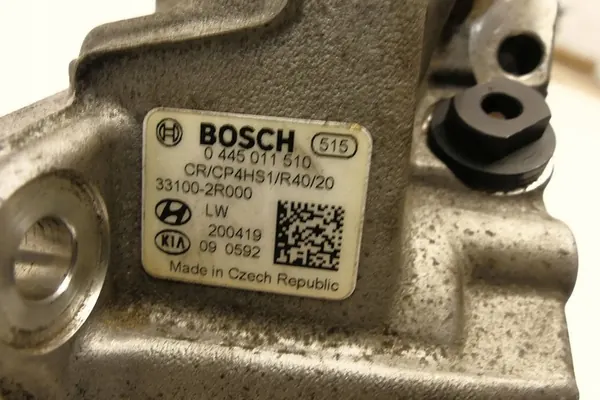 BOSCH 515
0 445 011 510
CR/CP4HS1/R40/20
33100-2R000
LW
200419
KIA 09 0592
Made in Czech Republic